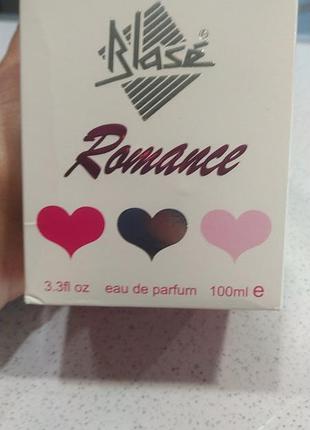 Blasé ®
Romance
3.3fl oz eau de parfum 100ml e